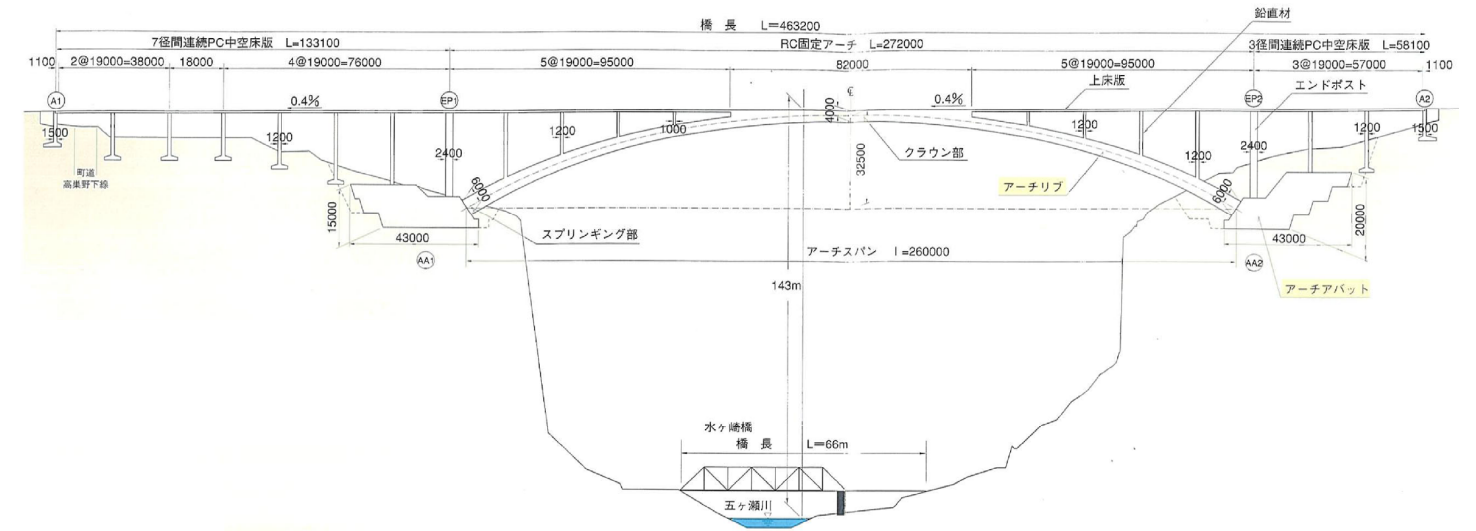 鉛直材
橋 長 L=463200
7径間連続PC中空床版 L=133100
RC固定アーチ L=272000
3径間連続PC中空床版 L=58100
1100
2@19000=38000
18000
4@19000=76000
5@19000=95000
82000
5@19000=95000
3@19000=57000
1100
上床版
エンドポスト
A1
0.4%
EP1
℄
0.4%
EP2
A2
4000
1500
1200
1200
1000
1200
1200
1500
2400
クラウン部
32500
1200
2400
町道
高巣野下線
6000
アーチリブ
6000
15000
20000
43000
スプリンギング部
43000
アーチスパン l=260000
AA1
AA2
143m
アーチアバット
水ヶ崎橋
橋 長 L=66m
五ヶ瀬川